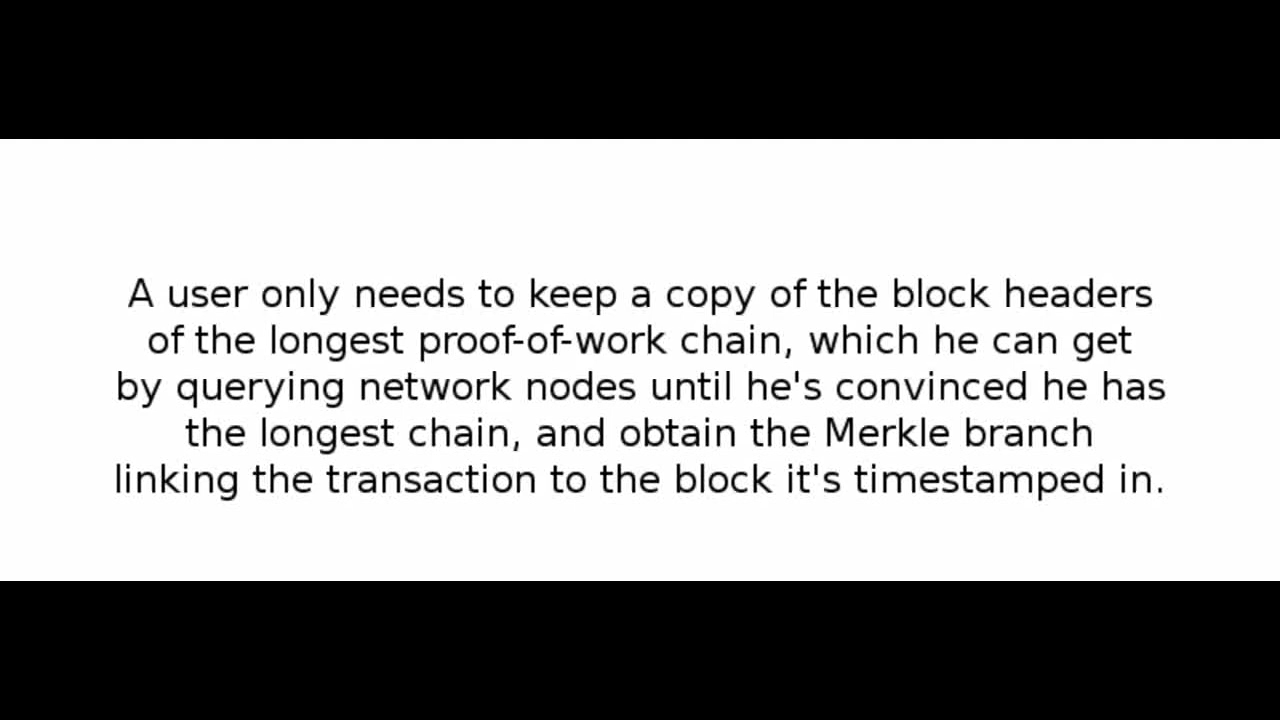 A user only needs to keep a copy of the block headers
of the longest proof-of-work chain, which he can get
by querying network nodes until he's convinced he has
the longest chain, and obtain the Merkle branch
linking the transaction to the block it's timestamped in.